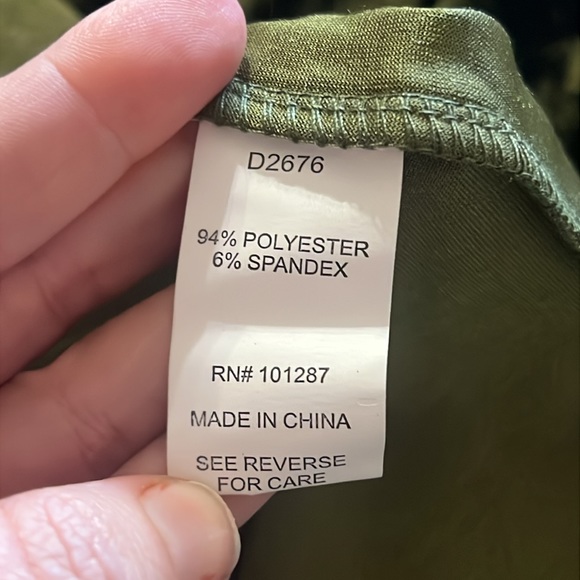 D2676
94% POLYESTER
6% SPANDEX
RN# 101287
MADE IN CHINA
SEE REVERSE
FOR CARE